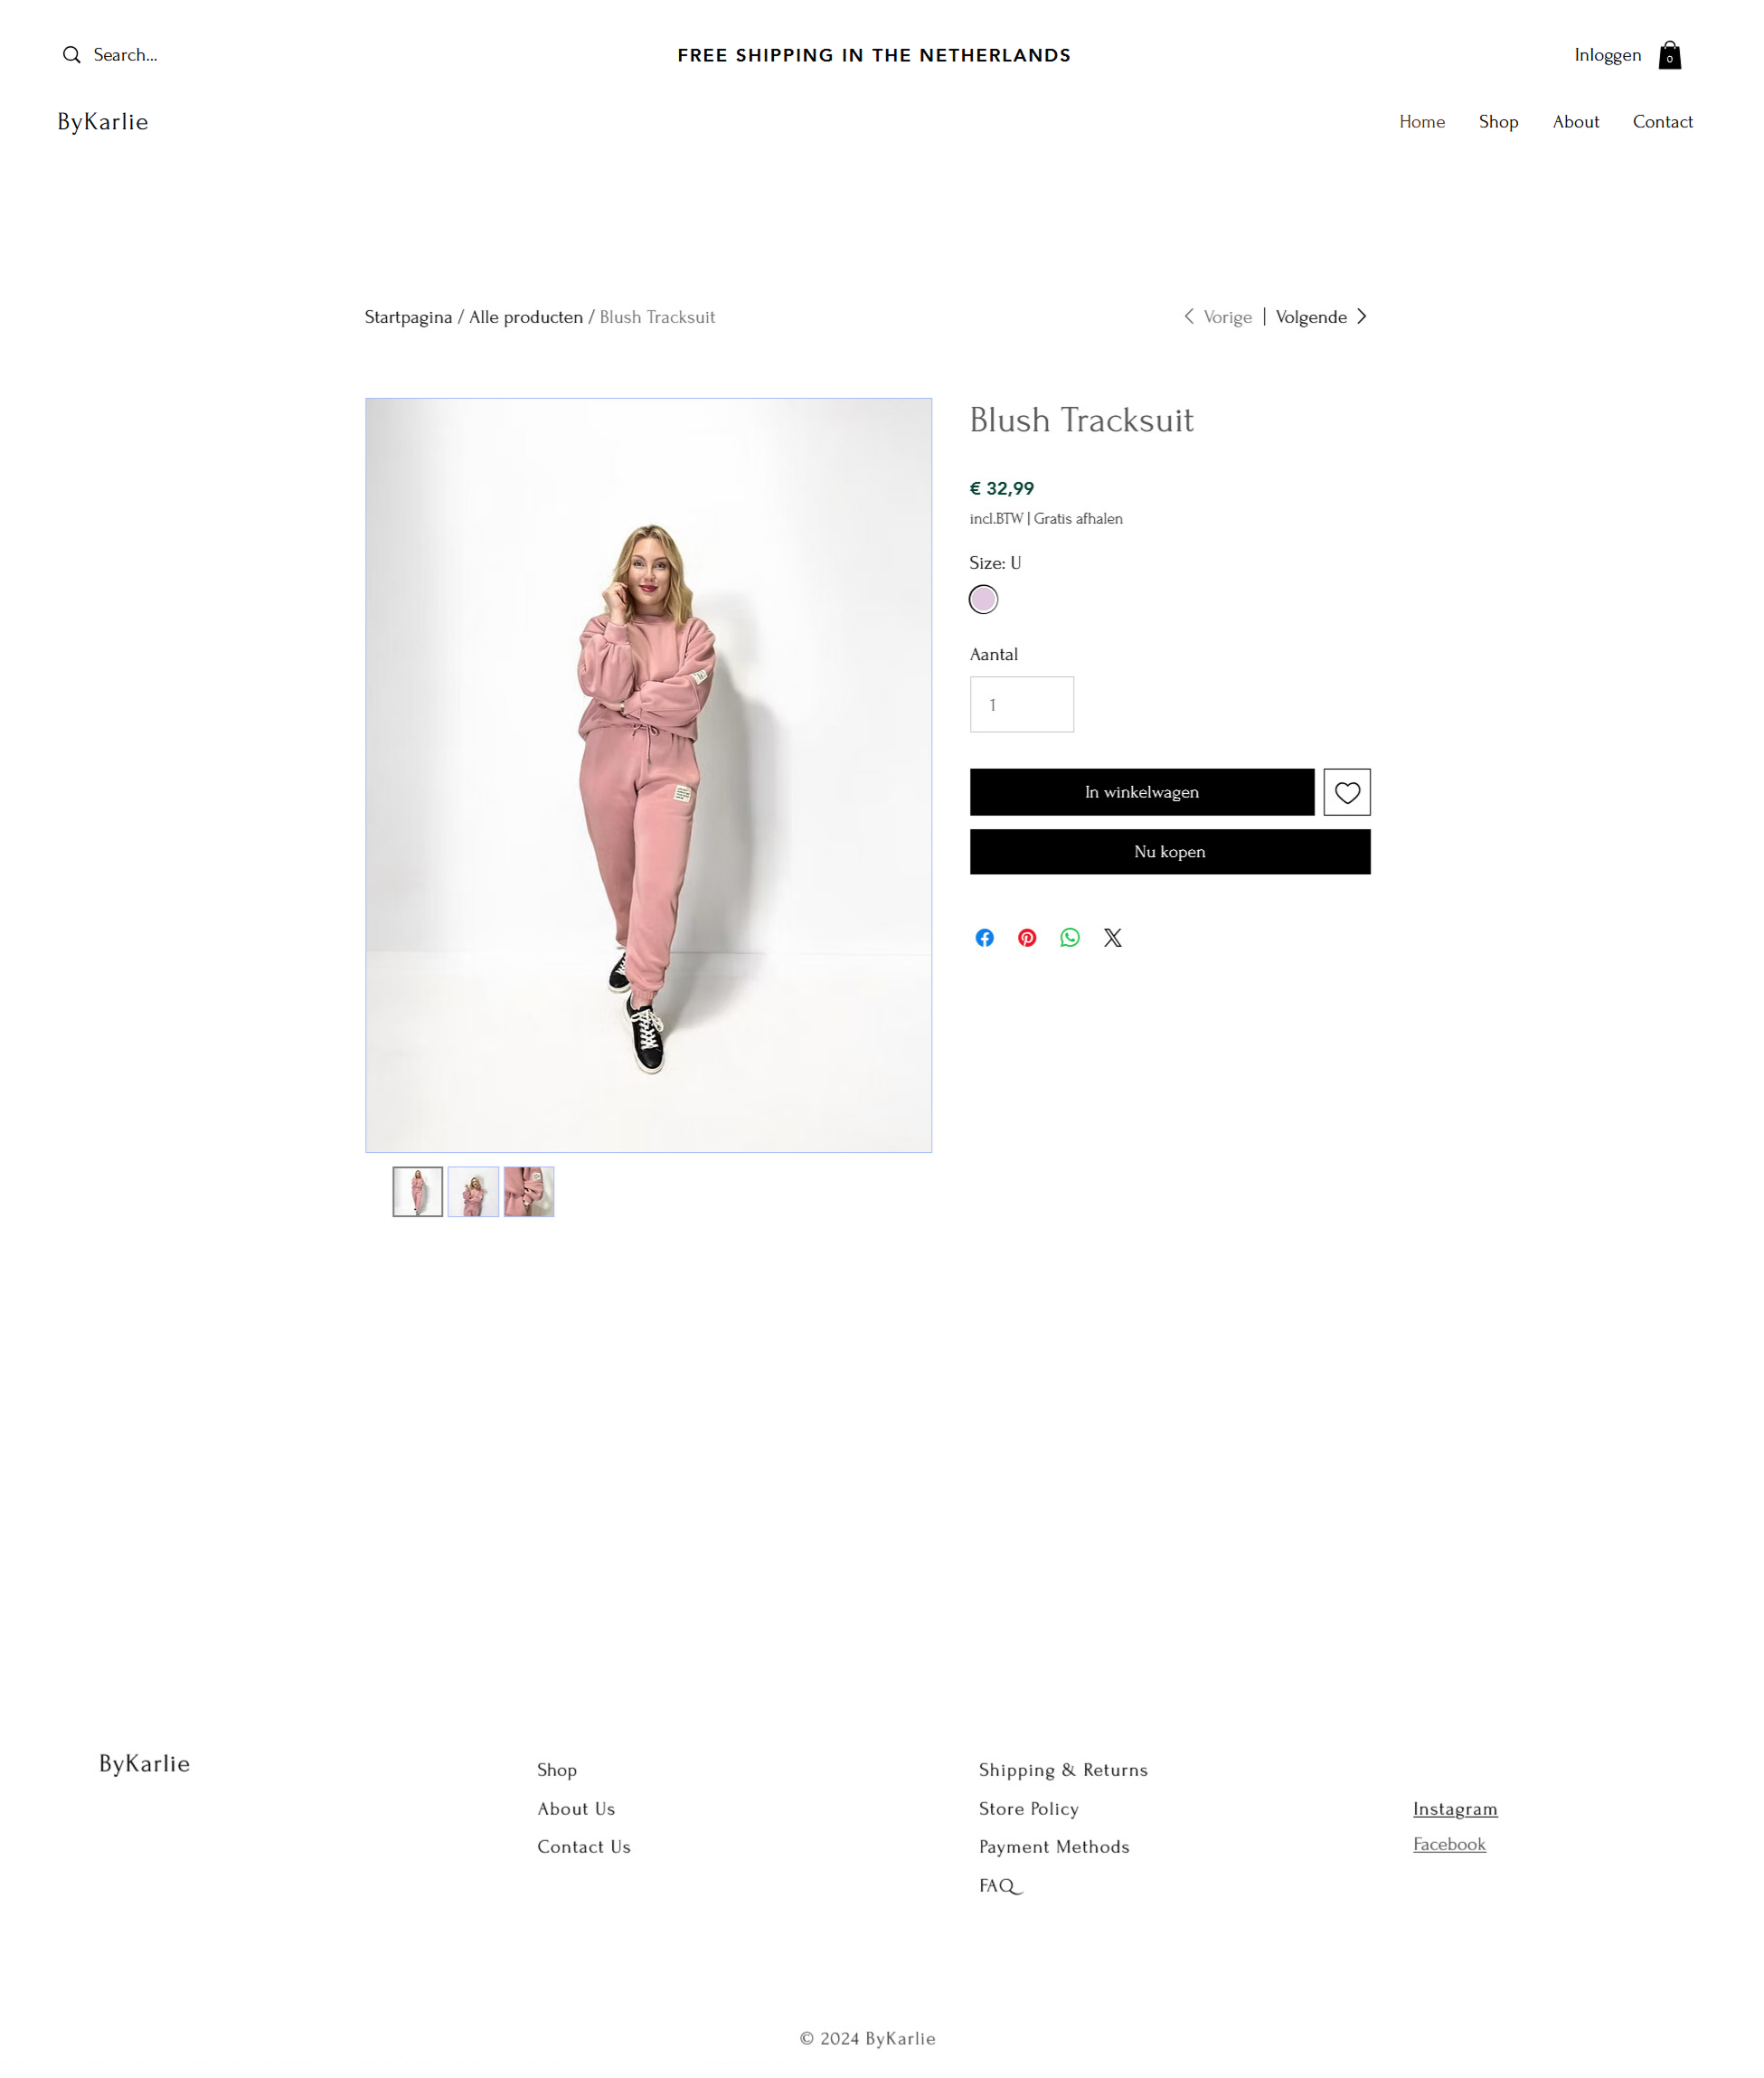 Search...
FREE SHIPPING IN THE NETHERLANDS
Inloggen
0
ByKarlie
Home
Shop
About
Contact
Startpagina / Alle producten / Blush Tracksuit
Vorige | Volgende
Blush Tracksuit
€ 32,99
incl.BTW | Gratis afhalen
Size: U
Aantal
1
In winkelwagen
Nu kopen
ByKarlie
Shop
About Us
Contact Us
Shipping & Returns
Store Policy
Payment Methods
FAQ
Instagram
Facebook
© 2024 ByKarlie